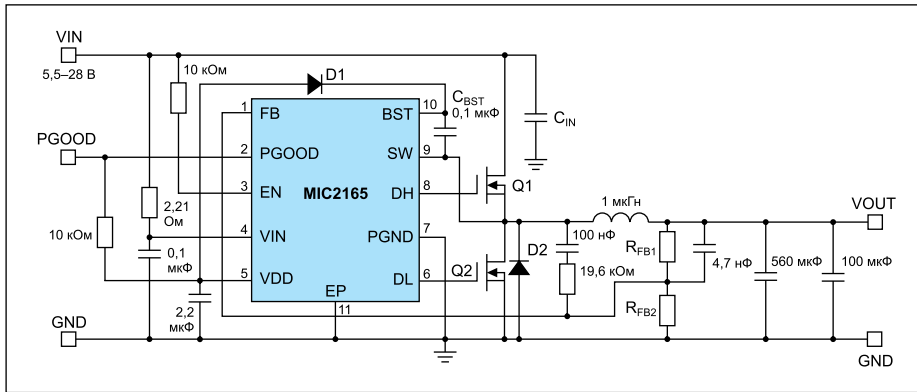 VIN
5,5–28 В
10 кОм
D1
1
FB
BST
10
C_BST
0,1 мкФ
C_IN
PGOOD
2
PGOOD
SW
9
MIC2165
3
EN
DH
8
Q1
2,21
Ом
1 мкГн
VOUT
10 кОм
4
VIN
PGND
7
100
нФ
D2
R_FB1
4,7 нФ
0,1
мкФ
5
VDD
DL
6
Q2
19,6 кОм
560 мкФ
100 мкФ
EP
11
2,2
мкФ
R_FB2
GND
GND